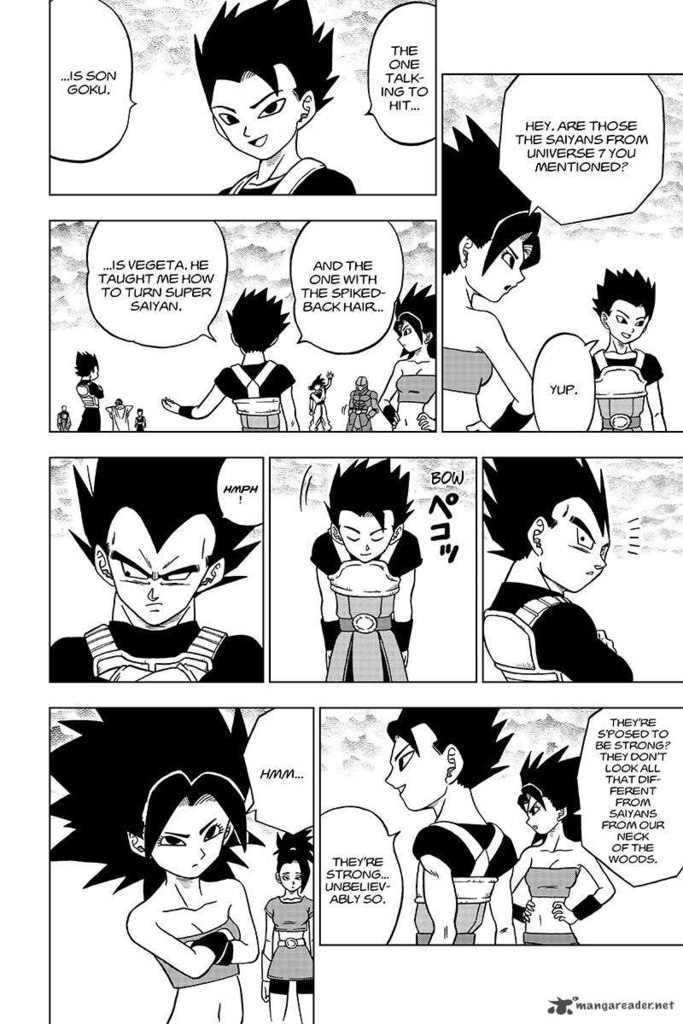 HEY. ARE THOSE
THE SAIYANS FROM
UNIVERSE 7 YOU
MENTIONED?
YUP.
THE
ONE
TALK-
ING TO
HIT...
...IS SON
GOKU.
AND THE
ONE WITH
THE SPIKED-
BACK HAIR...
...IS VEGETA. HE
TAUGHT ME HOW
TO TURN SUPER
SAIYAN.
BOW
ペコッ
HMPH
!
THEY'RE
S'POSED TO
BE STRONG?
THEY DON'T
LOOK ALL
THAT DIF-
FERENT
FROM
SAIYANS
FROM OUR
NECK
OF THE
WOODS.
THEY'RE
STRONG...
UNBELIEV-
ABLY SO.
HMM...
mangareader.net